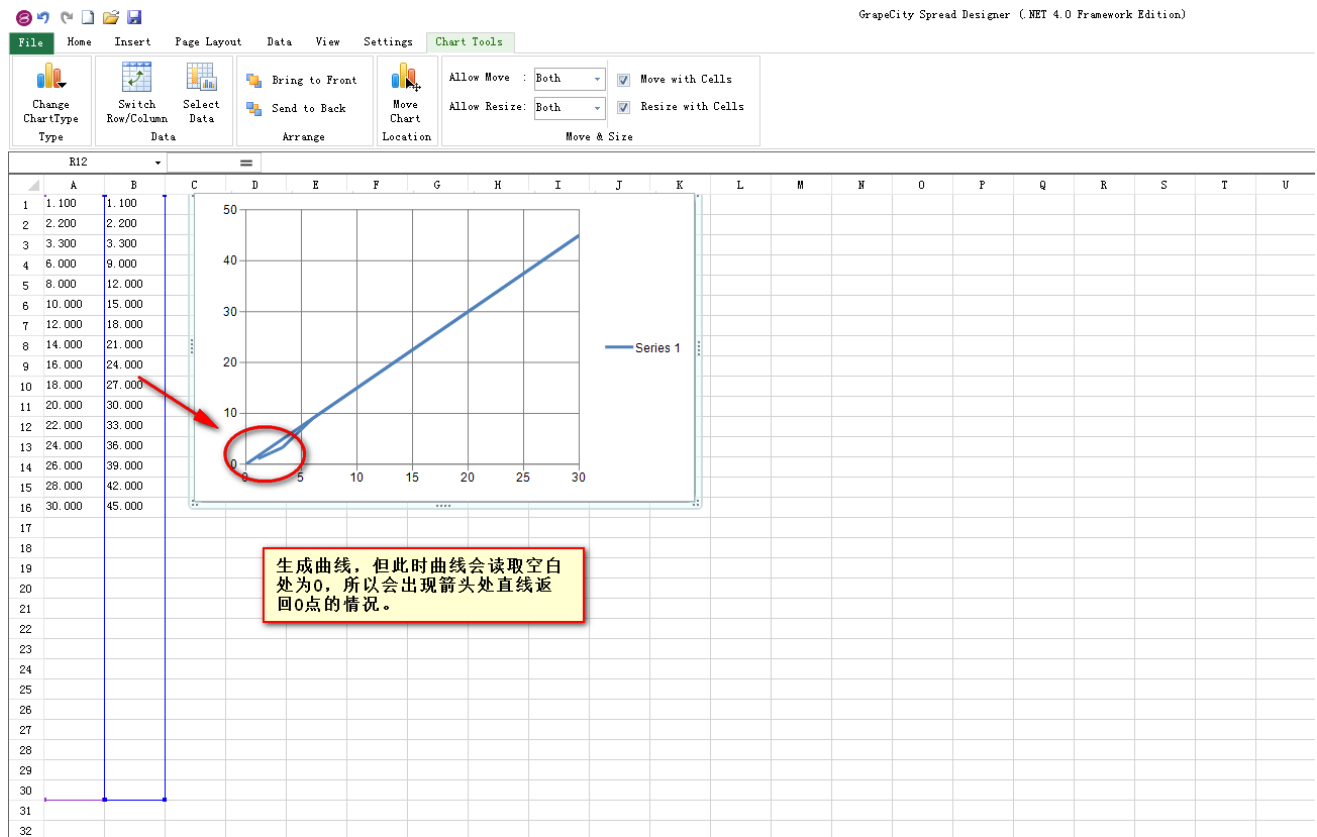 GrapeCity Spread Designer (.NET 4.0 Framework Edition)
File Home Insert Page Layout Data View Settings Chart Tools
Change ChartType
Type
Switch Row/Column
Select Data
Data
Bring to Front
Send to Back
Arrange
Move Chart
Location
Allow Move : Both
Allow Resize: Both
Move with Cells
Resize with Cells
Move & Size
R12 =
A B C D E F G H I J K L M N O P Q R S T U
1 1.100 1.100
2 2.200 2.200
3 3.300 3.300
4 6.000 9.000
5 8.000 12.000
6 10.000 15.000
7 12.000 18.000
8 14.000 21.000
9 16.000 24.000
10 18.000 27.000
11 20.000 30.000
12 22.000 33.000
13 24.000 36.000
14 26.000 39.000
15 28.000 42.000
16 30.000 45.000
17
18
19
20
21
22
23
24
25
26
27
28
29
30
31
32
50
40
30
20
10
0
0 5 10 15 20 25 30
Series 1
生成曲线，但此时曲线会读取空白
处为0，所以会出现箭头处直线返
回0点的情况。